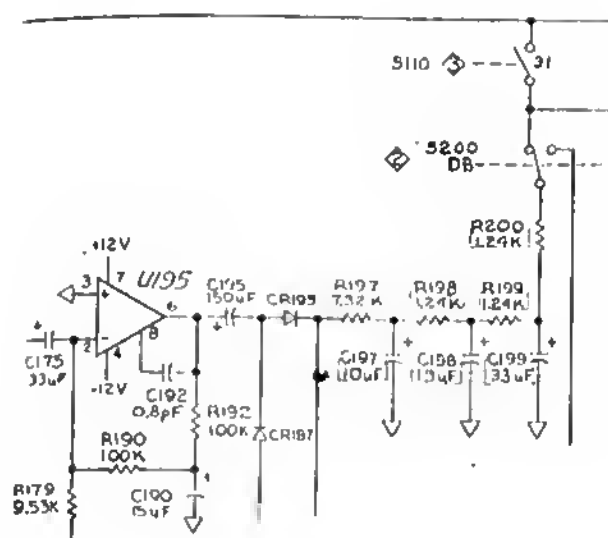 S110 3 31
2 S200
DB
R200
1.24K
+12V
3 + 7 U195
6
8
2 - 4
+12V
C175
33uF
C195
150uF
CR195
R197
7.32K
R198
1.24K
R199
1.24K
C197
10uF
C198
10uF
C199
33uF
C192
0.8pF
R192
100K
CR187
R190
100K
R179
9.53K
C190
15uF